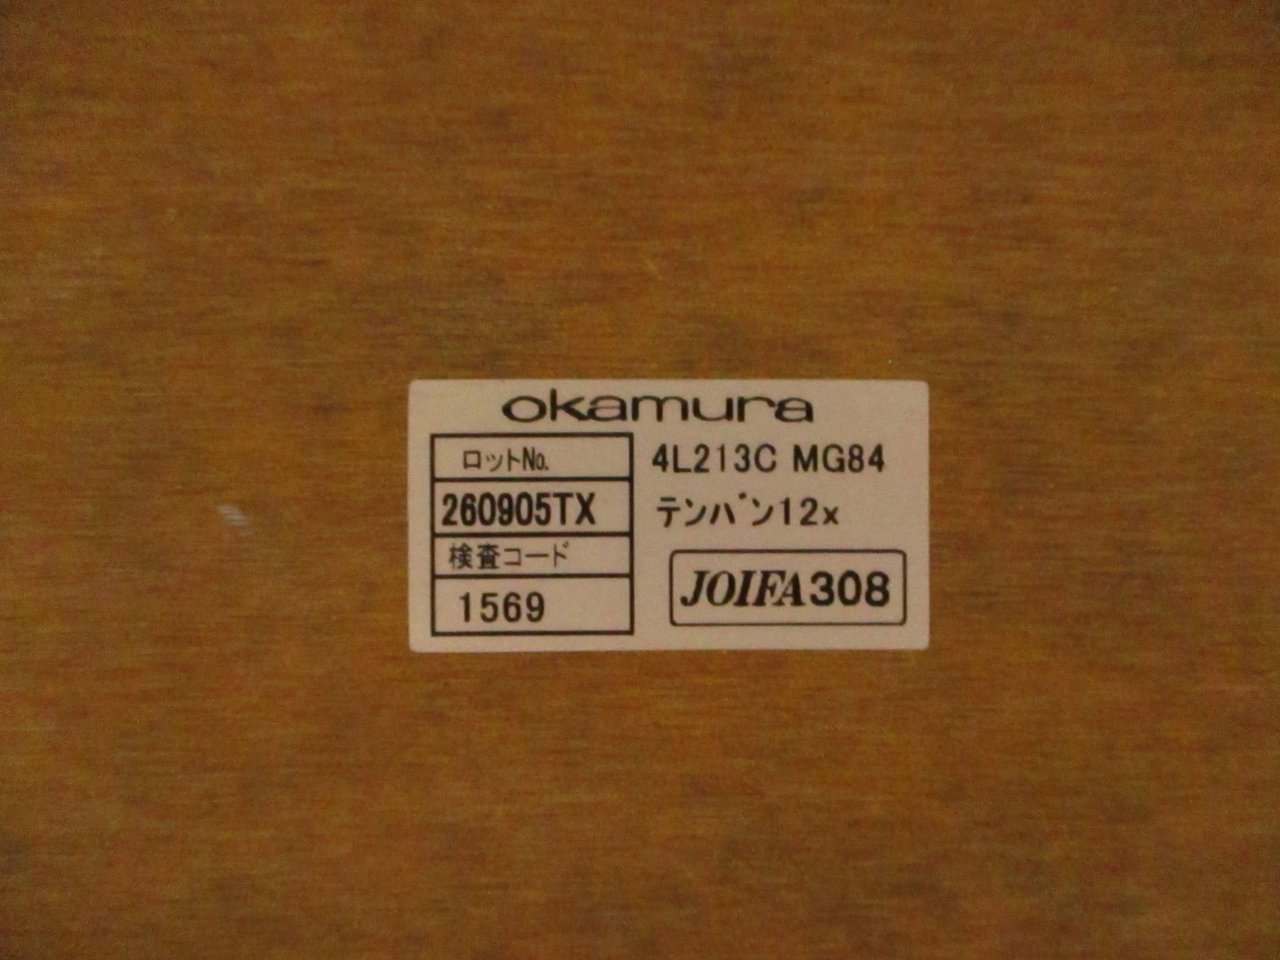 okamura
ロットNo.
260905TX
検査コード
1569
4L213C MG84
テンバン12x
JOIFA308